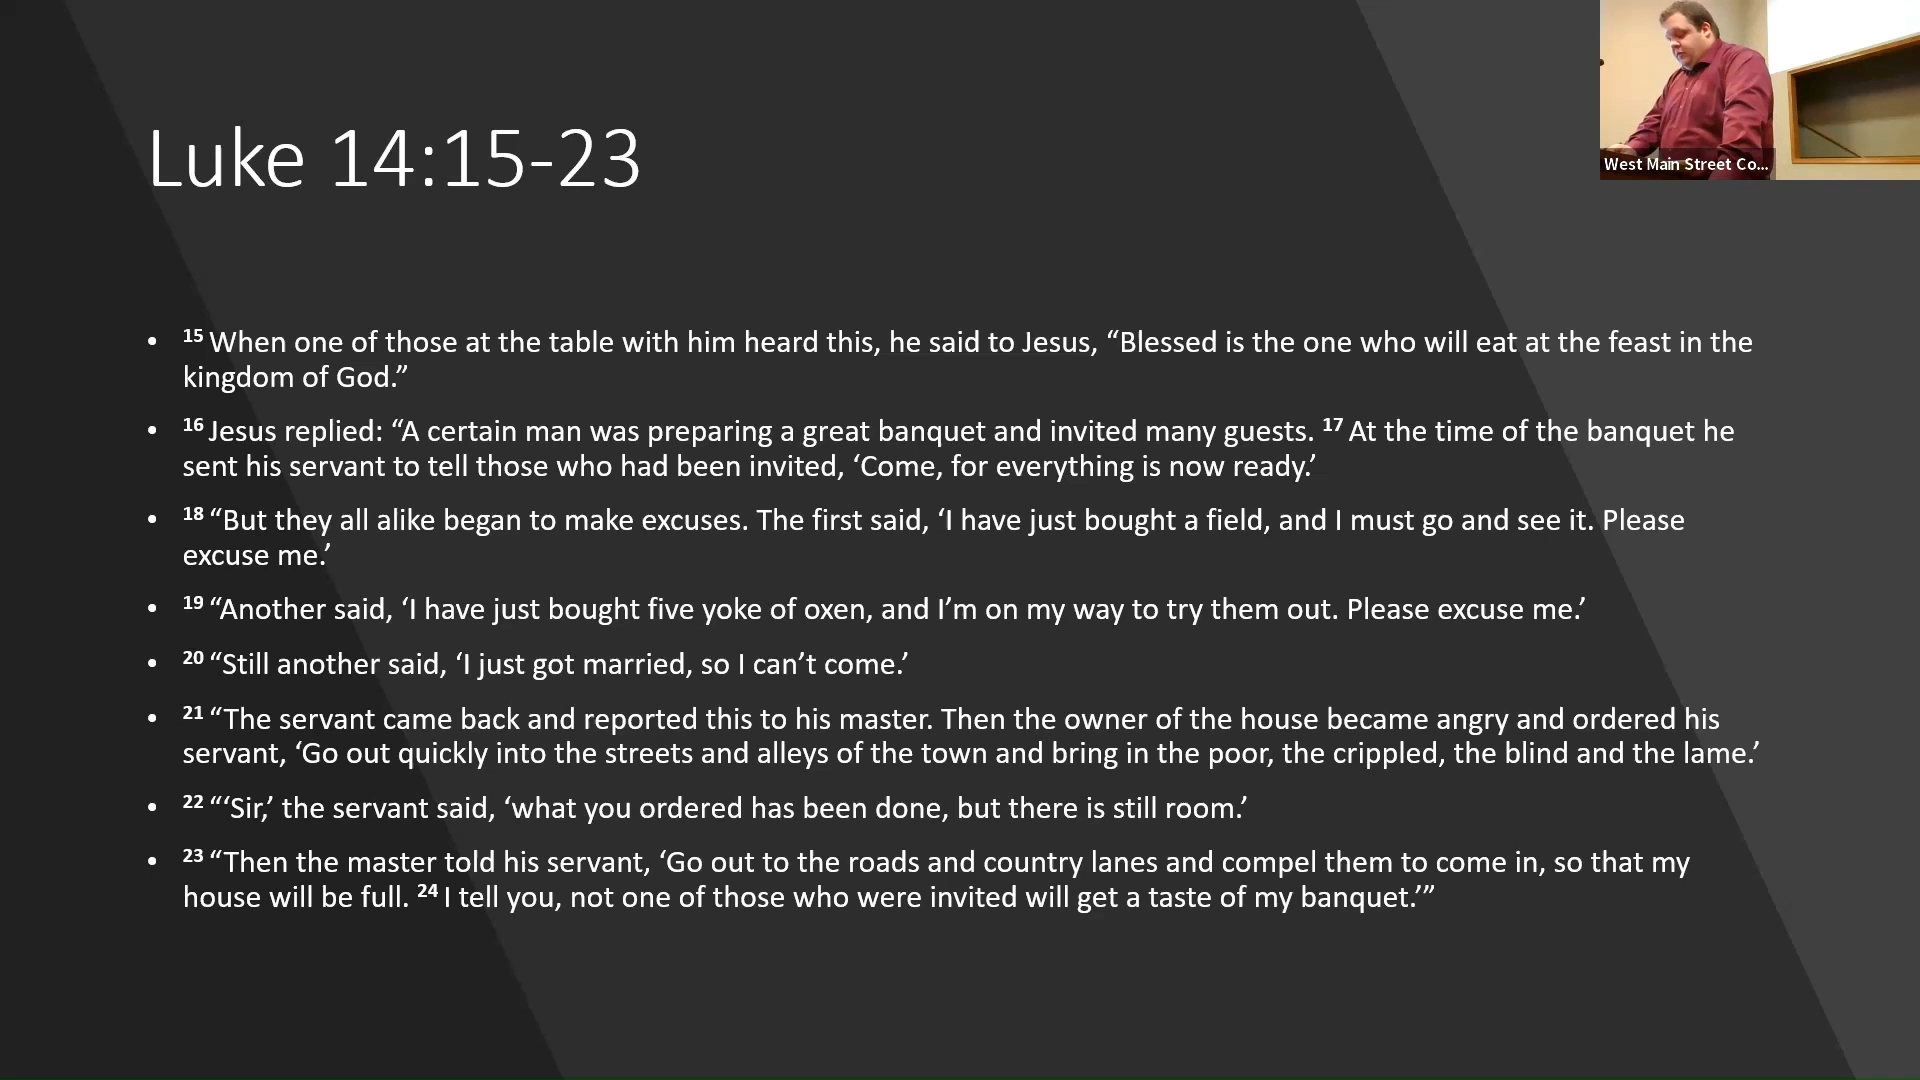 Luke 14:15-23
West Main Street Co...
• 15 When one of those at the table with him heard this, he said to Jesus, “Blessed is the one who will eat at the feast in the
kingdom of God.”
• 16 Jesus replied: “A certain man was preparing a great banquet and invited many guests. 17 At the time of the banquet he
sent his servant to tell those who had been invited, ‘Come, for everything is now ready.’
• 18 “But they all alike began to make excuses. The first said, ‘I have just bought a field, and I must go and see it. Please
excuse me.’
• 19 “Another said, ‘I have just bought five yoke of oxen, and I’m on my way to try them out. Please excuse me.’
• 20 “Still another said, ‘I just got married, so I can’t come.’
• 21 “The servant came back and reported this to his master. Then the owner of the house became angry and ordered his
servant, ‘Go out quickly into the streets and alleys of the town and bring in the poor, the crippled, the blind and the lame.’
• 22 “‘Sir,’ the servant said, ‘what you ordered has been done, but there is still room.’
• 23 “Then the master told his servant, ‘Go out to the roads and country lanes and compel them to come in, so that my
house will be full. 24 I tell you, not one of those who were invited will get a taste of my banquet.’”